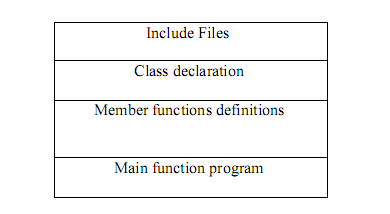 Include Files
Class declaration
Member functions definitions
Main function program